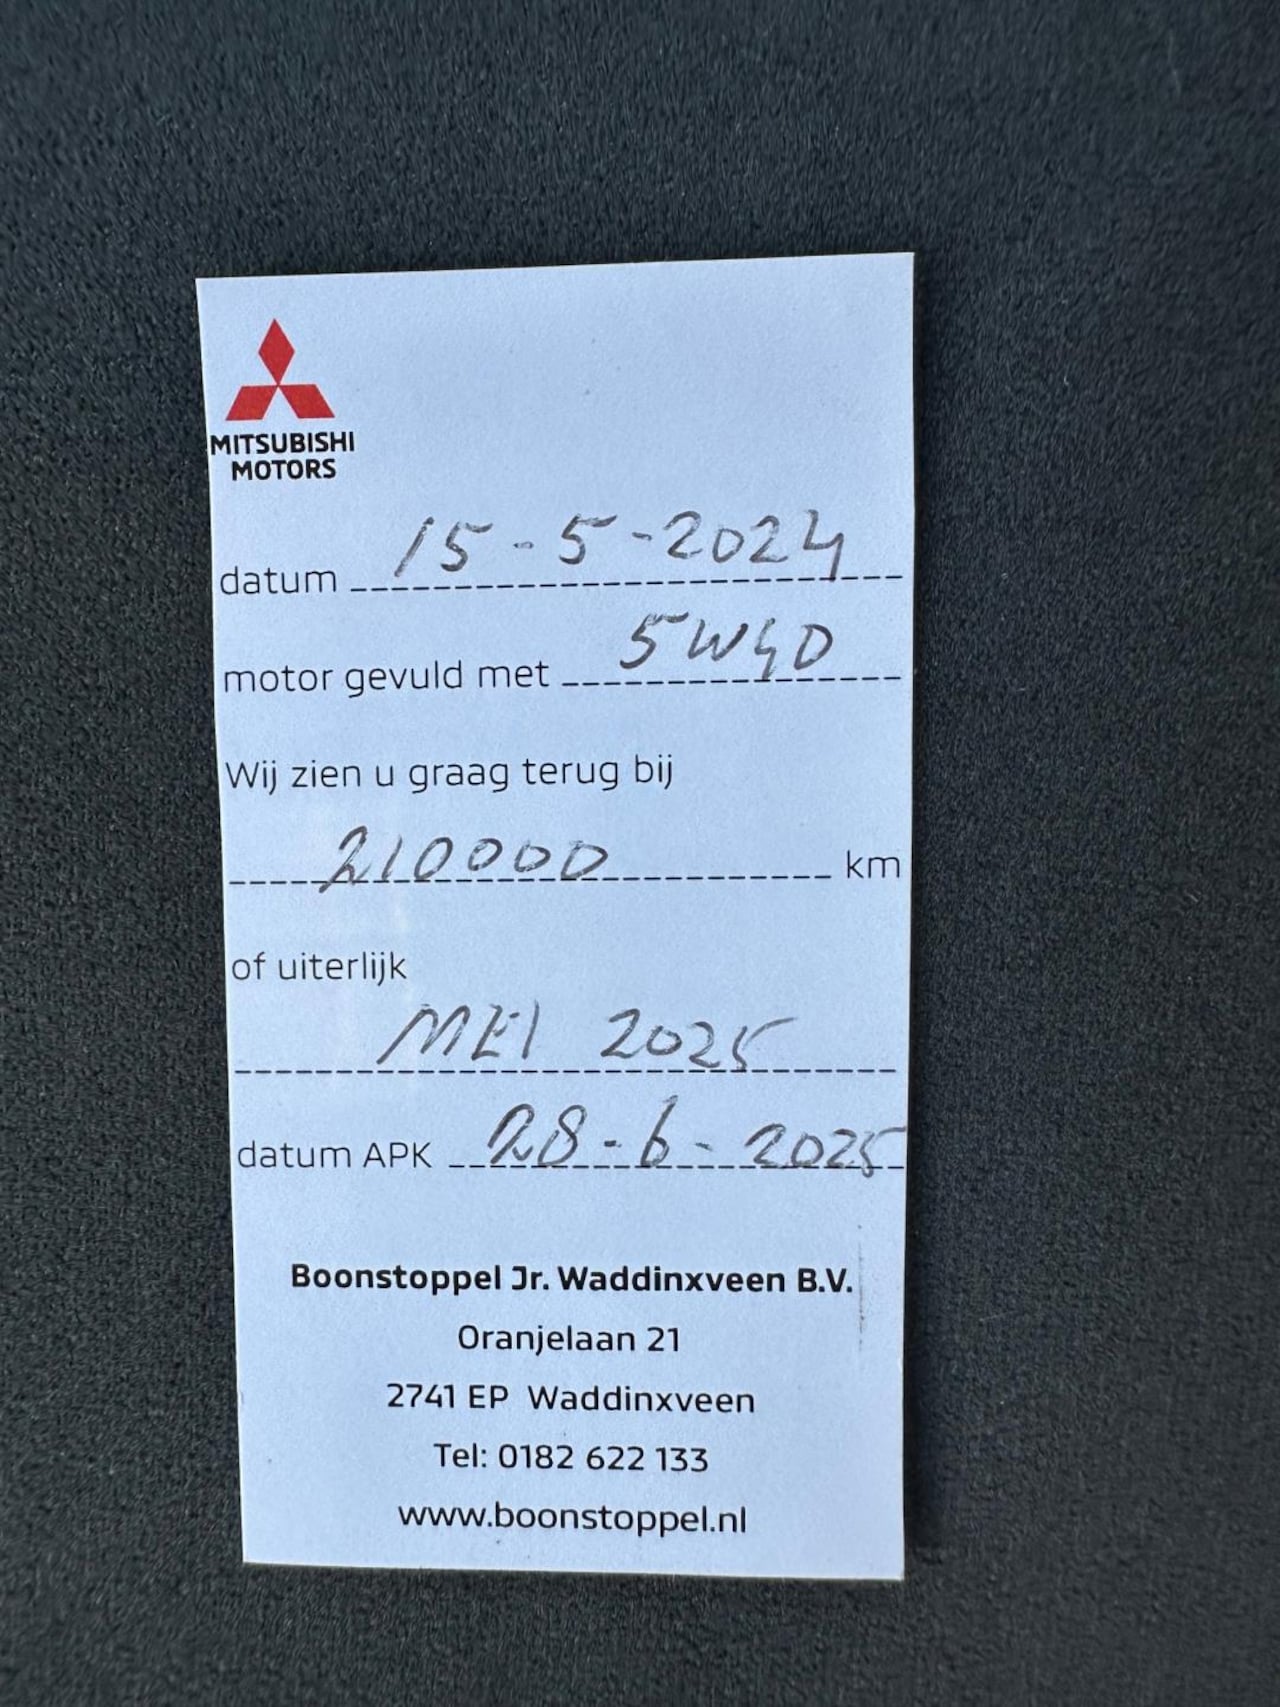 MITSUBISHI
MOTORS
datum 15-5-2024
motor gevuld met 5W40
Wij zien u graag terug bij
210000 km
of uiterlijk
MEI 2025
datum APK 28-6-2025
Boonstoppel Jr. Waddinxveen B.V.
Oranjelaan 21
2741 EP Waddinxveen
Tel: 0182 622 133
www.boonstoppel.nl